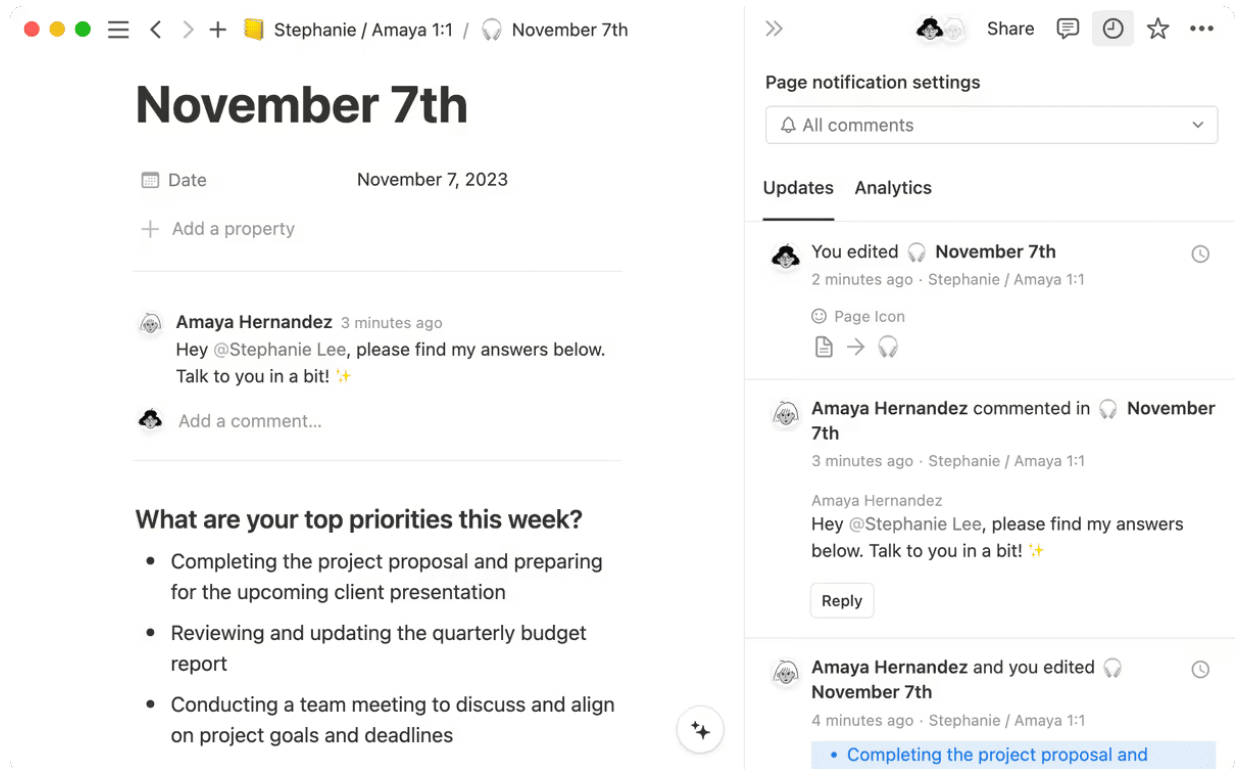 Stephanie / Amaya 1:1 / November 7th
Share
November 7th
Date November 7, 2023
Add a property
Amaya Hernandez 3 minutes ago
Hey @Stephanie Lee, please find my answers below.
Talk to you in a bit! ✨
Add a comment...
What are your top priorities this week?
• Completing the project proposal and preparing
for the upcoming client presentation
• Reviewing and updating the quarterly budget
report
• Conducting a team meeting to discuss and align
on project goals and deadlines
Page notification settings
All comments
Updates Analytics
You edited November 7th
2 minutes ago · Stephanie / Amaya 1:1
Page Icon
Amaya Hernandez commented in November
7th
3 minutes ago · Stephanie / Amaya 1:1
Amaya Hernandez
Hey @Stephanie Lee, please find my answers
below. Talk to you in a bit! ✨
Reply
Amaya Hernandez and you edited
November 7th
4 minutes ago · Stephanie / Amaya 1:1
• Completing the project proposal and